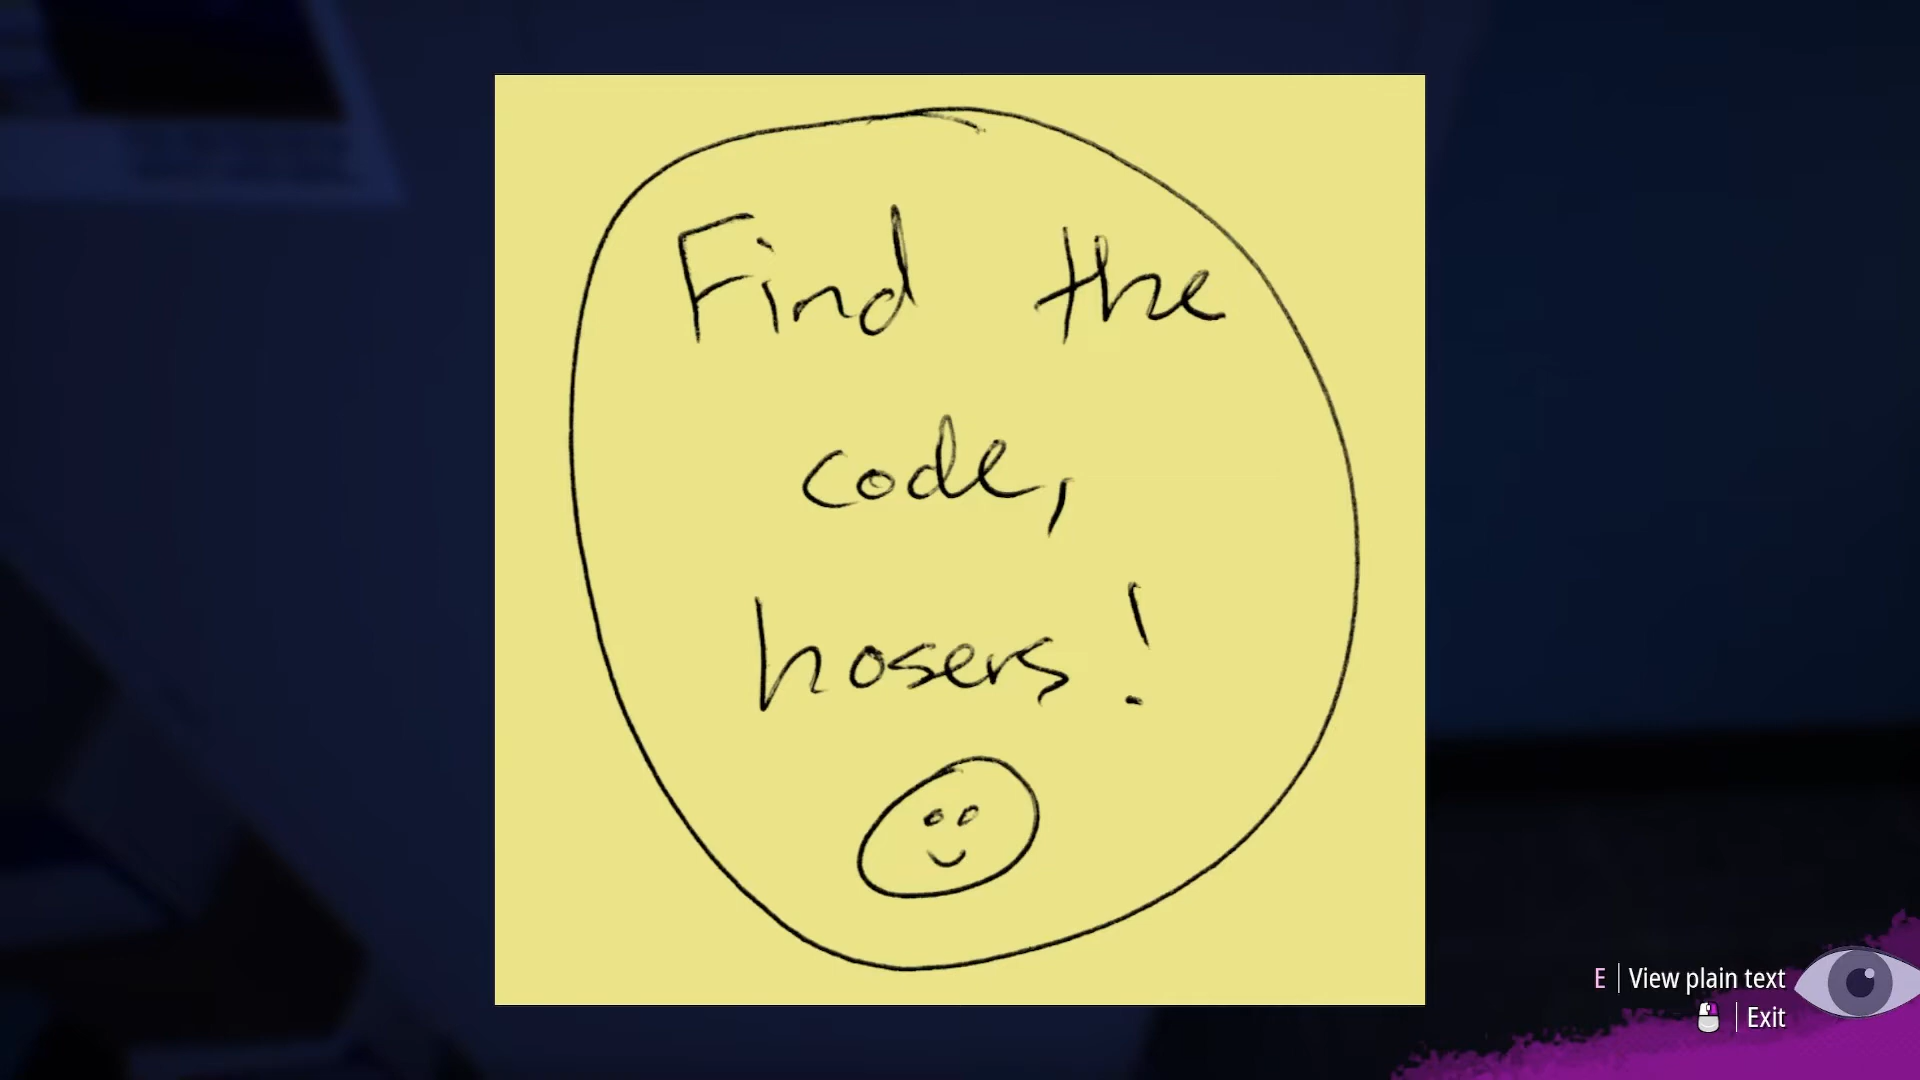 Find the
code,
hosers!
E | View plain text
| Exit